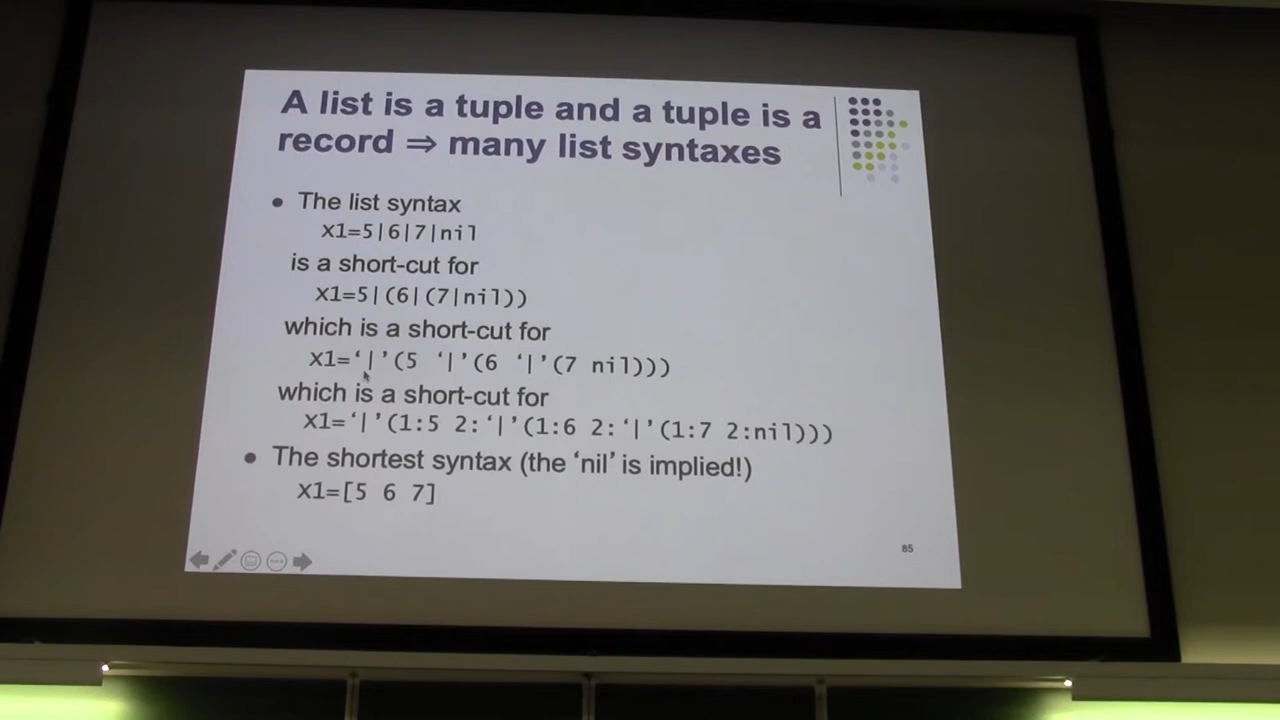 A list is a tuple and a tuple is a
record ⇒ many list syntaxes
• The list syntax
X1=5|6|7|nil
is a short-cut for
X1=5|(6|(7|nil))
which is a short-cut for
X1=‘|’(5 ‘|’(6 ‘|’(7 nil)))
which is a short-cut for
X1=‘|’(1:5 2:‘|’(1:6 2:‘|’(1:7 2:nil)))
• The shortest syntax (the ‘nil’ is implied!)
X1=[5 6 7]
85